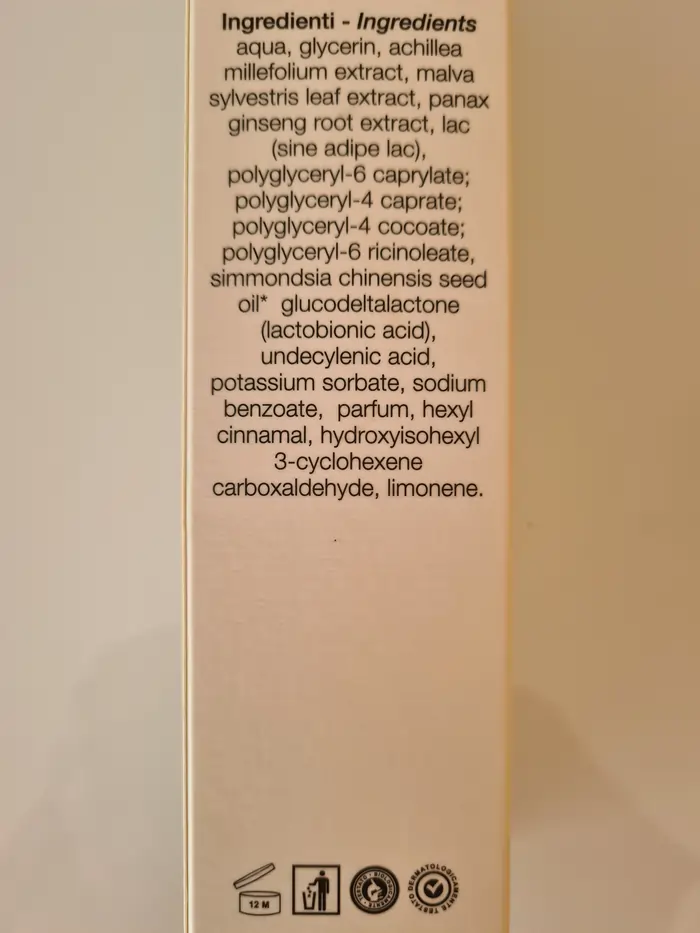 Ingredienti - Ingredients
aqua, glycerin, achillea
millefolium extract, malva
sylvestris leaf extract, panax
ginseng root extract, lac
(sine adipe lac),
polyglyceryl-6 caprylate;
polyglyceryl-4 caprate;
polyglyceryl-4 cocoate;
polyglyceryl-6 ricinoleate,
simmondsia chinensis seed
oil* glucodeltalactone
(lactobionic acid),
undecylenic acid,
potassium sorbate, sodium
benzoate, parfum, hexyl
cinnamal, hydroxyisohexyl
3-cyclohexene
carboxaldehyde, limonene.
12 M
DERMATOLOGICAMENTE TESTATO